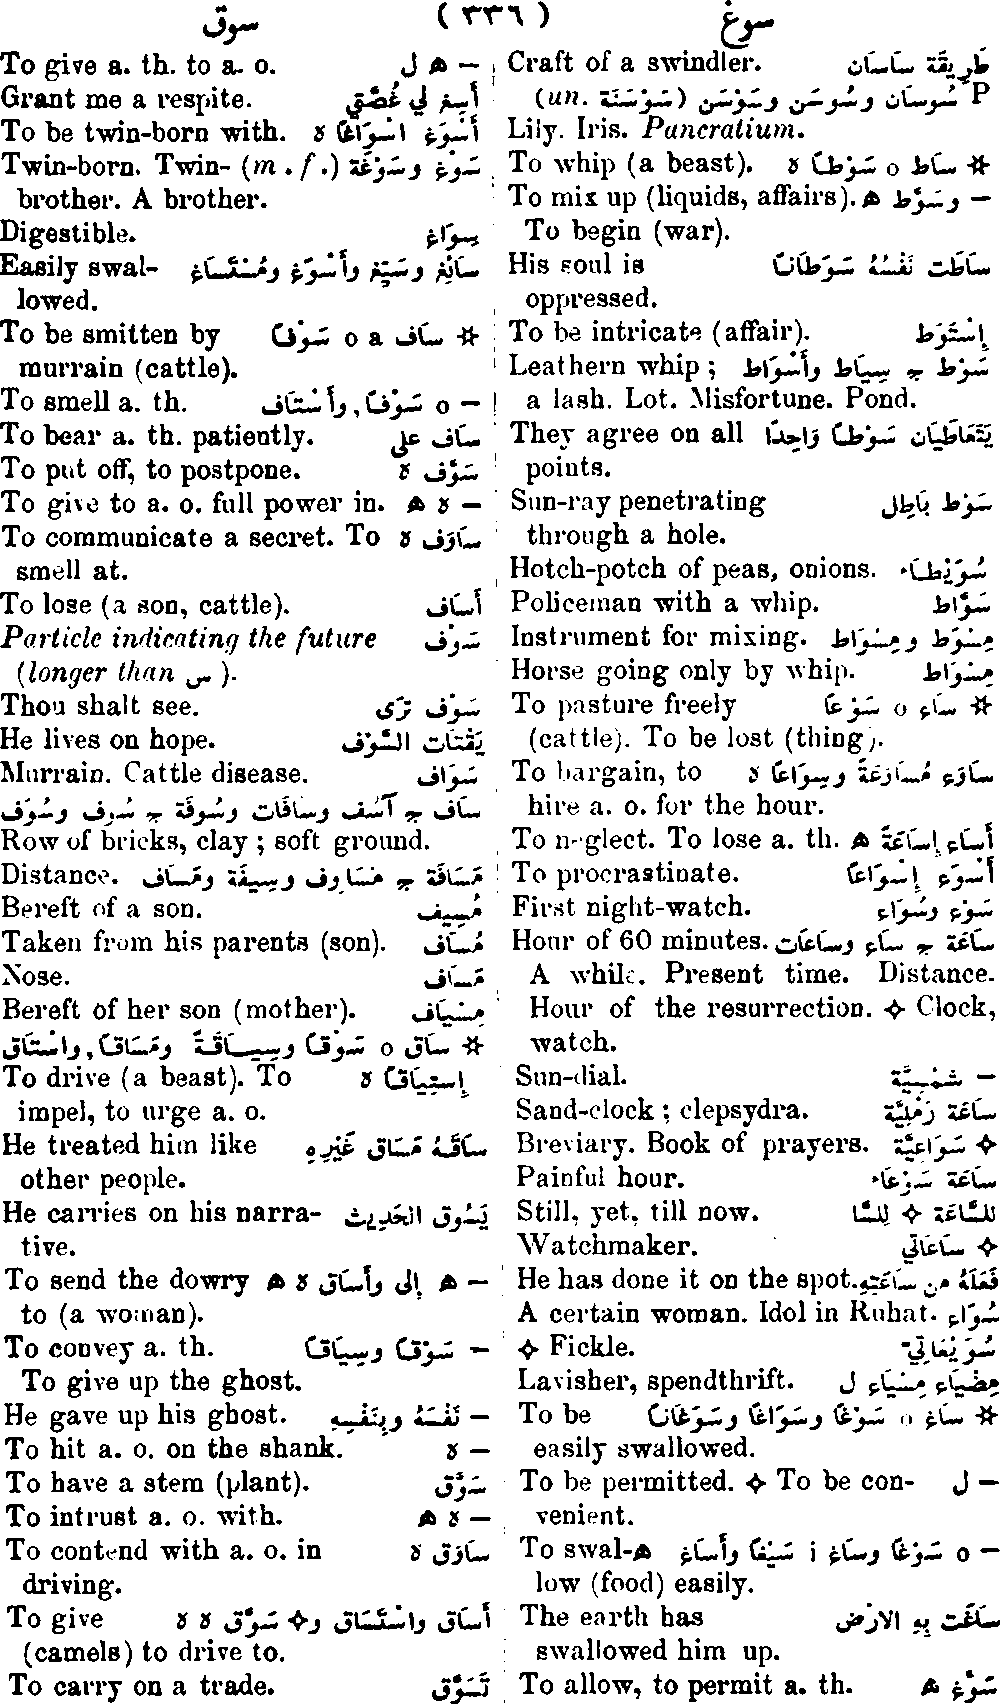 سوغ ( ٣٣٦ ) سوق
Craft of a swindler. طَرِيقَة سَاسَان
P سُوسَان وسُوسَن وسَوْسَن (un. سَوْسَنَة)
Lily. Iris. Pancratium.
To whip (a beast). ✲ سَاط o سَوْطًا ه
To mix up (liquids, affairs). — وسَوَّط ه
To begin (war).
His soul is سَاطَت نَفْسُهُ سَوَطَانًا
oppressed.
To be intricate (affair). إِسْتَوَط
Leathern whip ; سَوْط ج سِيَاط وأَسْوَاط
a lash. Lot. Misfortune. Pond.
They agree on all يَتَعَاطَيَان سَوْطًا وَاحِدًا
points.
Sun-ray penetrating سَوْط بَاطِل
through a hole.
Hotch-potch of peas, onions. سُوَيْطَاء
Policeman with a whip. سَوَّاط
Instrument for mixing. مِسْوَط ومِسْوَاط
Horse going only by whip. مِسْوَاط
To pasture freely ✲ سَاع o سَوْعًا
(cattle). To be lost (thing).
To bargain, to سَاوَع مُسَاوَعَةً وسِوَاعًا ه
hire a. o. for the hour.
To neglect. To lose a. th. أَسَاع إِسَاعَةً ه
To procrastinate. أَسْوَع إِسْوَاعًا
First night-watch. سَوْع وسُوَاع
Hour of 60 minutes. سَاعَة ج سَاع وسَاعَات
A while. Present time. Distance.
Hour of the resurrection. ✧ Clock,
watch.
Sun-dial. — شَمْسِيَّة
Sand-clock ; clepsydra. سَاعَة رَمْلِيَّة
Breviary. Book of prayers. ✧ سَوَاعِيَّة
Painful hour. سَاعَة سَوْعَاء
Still, yet, till now. للسَّاعَة ✧ لِلسَّا
Watchmaker. ✧ سَاعَاتِي
He has done it on the spot. فَعَلَهُ من سَاعَتِهِ
A certain woman. Idol in Ruhat. سُوَاع
✧ Fickle. سُوَيْعَاتِيّ
Lavisher, spendthrift. مِضْيَاع مِسْيَاع ل
To be ✲ سَاغ o سَوْغًا وسَوَاغًا وسَوَغَانًا
easily swallowed.
To be permitted. ✧ To be con- — ل
venient.
To swal- — o سَوْغًا وسَاغ i سَيْغًا وأَسَاغ ه
low (food) easily.
The earth has سَاغَت بِهِ الارْض
swallowed him up.
To allow, to permit a. th. سَوَّغ ه
To give a. th. to a. o. — ه ل
Grant me a respite. أَسِغ لِي غُصَّتِي
To be twin-born with. أَسْوَغ اسْوَاغًا ه
Twin-born. Twin- (m. f.) سَوْغ وسَوْغَة
brother. A brother.
Digestible. سِوَاغ
Easily swal- سَائِغ وسَيِّغ وأَسْوَغ ومُسْتَسَاغ
lowed.
To be smitten by ✲ سَاف o a سَوْفًا
murrain (cattle).
To smell a. th. — o سَوْفًا, وأَسْتَاف
To bear a. th. patiently. سَاف على
To put off, to postpone. سَوَّف ه
To give to a. o. full power in. — ه ه
To communicate a secret. To سَاوَف ه
smell at.
To lose (a son, cattle). أَسَاف
Particle indicating the future سَوْف
(longer than س).
Thou shalt see. سَوْف تَرَى
He lives on hope. يَقْتَات السَّوْف
Murrain. Cattle disease. سَوَاف
سَاف ج آسُف وسَافَات وسُوفَة ج سُوف وسُوَف
Row of bricks, clay ; soft ground.
Distance. مَسَافَة ج مَسَاوِف وسِيفَة ومَسَاف
Bereft of a son. مُسِيف
Taken from his parents (son). مُسَاف
Nose. مَسَاف
Bereft of her son (mother). مِسْيَاف
✲ سَاق o سَوْقًا وسِيَاقَةً ومَسَاقًا, واسْتَاق
To drive (a beast). To إِسْتِيَاقًا ه
impel, to urge a. o.
He treated him like سَاقَهُ مَسَاق غَيْرِهِ
other people.
He carries on his narra- يَسُوق الحَدِيث
tive.
To send the dowry — ه إِلى وأَسَاق ه ه
to (a woman).
To convey a. th. — سَوْقًا وسِيَاقًا
To give up the ghost.
He gave up his ghost. — نَفْسَهُ وبِنَفْسِهِ
To hit a. o. on the shank. — ه
To have a stem (plant). سَوَّق
To intrust a. o. with. — ه ه
To contend with a. o. in سَاوَق ه
driving.
To give أَسَاق واسْتَسَاق و✧ سَوَّق ه ه
(camels) to drive to.
To carry on a trade. تَسَوَّق